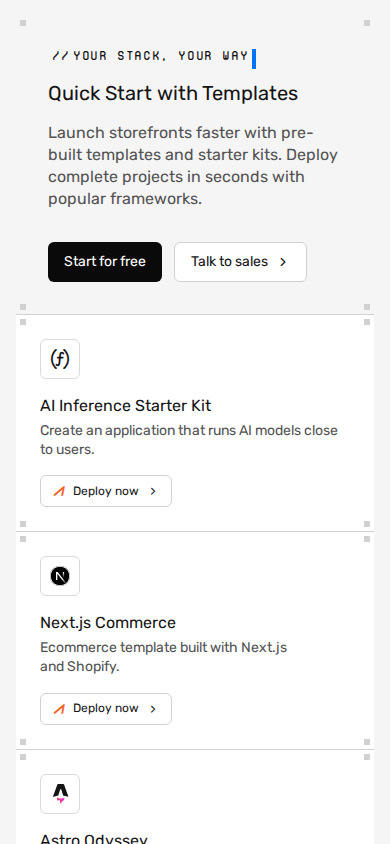 //YOUR STACK, YOUR WAY
Quick Start with Templates
Launch storefronts faster with pre-
built templates and starter kits. Deploy
complete projects in seconds with
popular frameworks.
Start for free
Talk to sales
(f)
AI Inference Starter Kit
Create an application that runs AI models close
to users.
Deploy now
N
Next.js Commerce
Ecommerce template built with Next.js
and Shopify.
Deploy now
Astro Odyssey